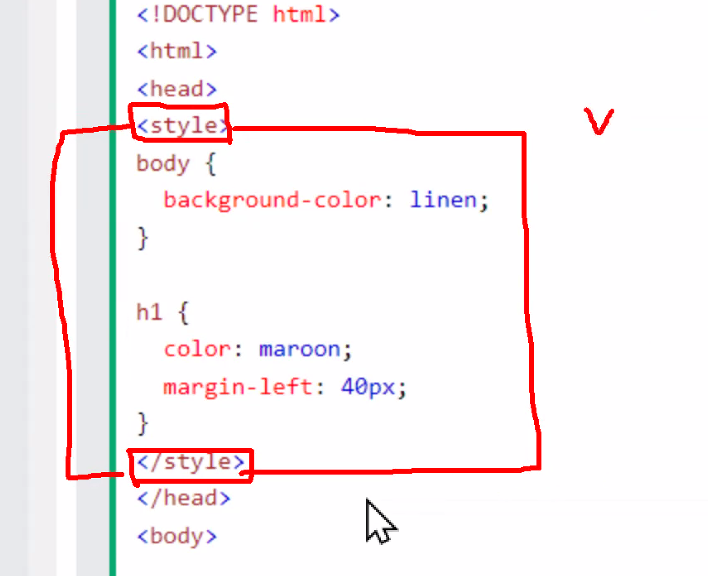 <!DOCTYPE html>
<html>
<head>
<style>
body {
  background-color: linen;
}

h1 {
  color: maroon;
  margin-left: 40px;
}
</style>
</head>
<body>
V